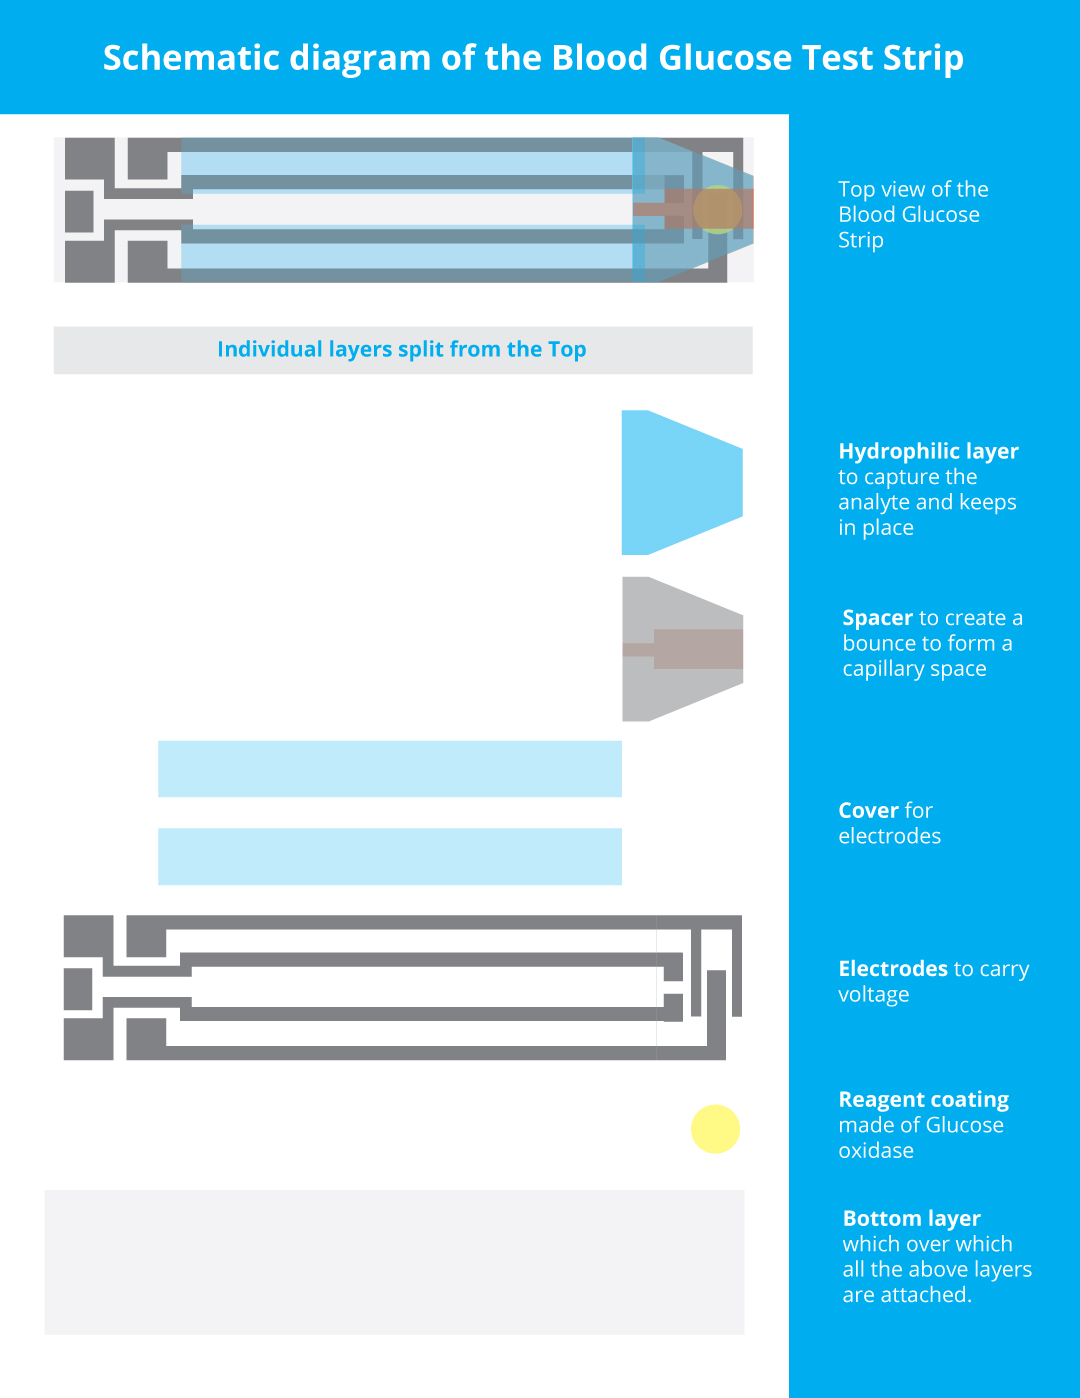 Schematic diagram of the Blood Glucose Test Strip
Top view of the
Blood Glucose
Strip
Individual layers split from the Top
Hydrophilic layer
to capture the
analyte and keeps
in place
Spacer to create a
bounce to form a
capillary space
Cover for
electrodes
Electrodes to carry
voltage
Reagent coating
made of Glucose
oxidase
Bottom layer
which over which
all the above layers
are attached.